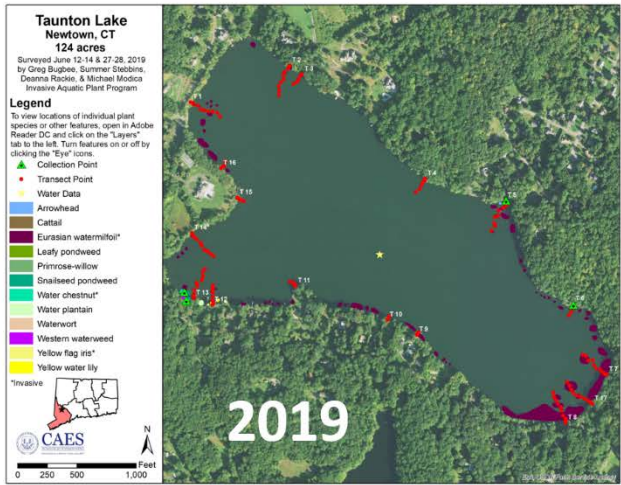 Taunton Lake
Newtown, CT
124 acres
Surveyed June 12-14 & 27-28, 2019
by Greg Bugbee, Summer Stebbins,
Deanna Rackie, & Michael Modica
Invasive Aquatic Plant Program
Legend
To view locations of individual plant
species or other features, open in Adobe
Reader DC and click on the "Layers"
tab to the left. Turn features on or off by
clicking the "Eye" icons.
Collection Point
Transect Point
Water Data
Arrowhead
Cattail
Eurasian watermilfoil*
Leafy pondweed
Primrose-willow
Snailseed pondweed
Water chestnut*
Water plantain
Waterwort
Western waterweed
Yellow flag iris*
Yellow water lily
*Invasive
CAES
N
0 250 500 1,000
Feet
T 2
T 3
T 16
T 15
T 4
T 5
T 14
T 11
T 13
T 12
T 10
T 6
T 7
T 17
T 8
2019